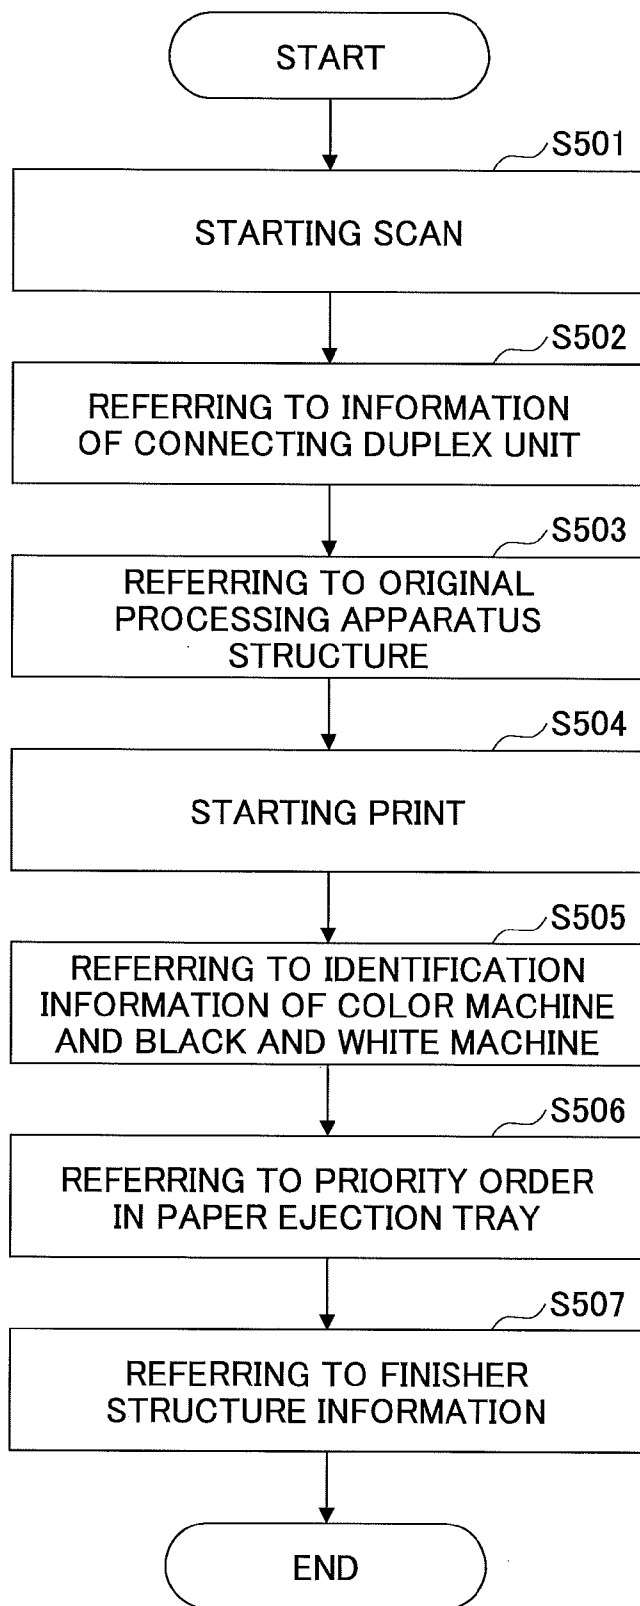 START
S501
STARTING SCAN
S502
REFERRING TO INFORMATION
OF CONNECTING DUPLEX UNIT
S503
REFERRING TO ORIGINAL
PROCESSING APPARATUS
STRUCTURE
S504
STARTING PRINT
S505
REFERRING TO IDENTIFICATION
INFORMATION OF COLOR MACHINE
AND BLACK AND WHITE MACHINE
S506
REFERRING TO PRIORITY ORDER
IN PAPER EJECTION TRAY
S507
REFERRING TO FINISHER
STRUCTURE INFORMATION
END